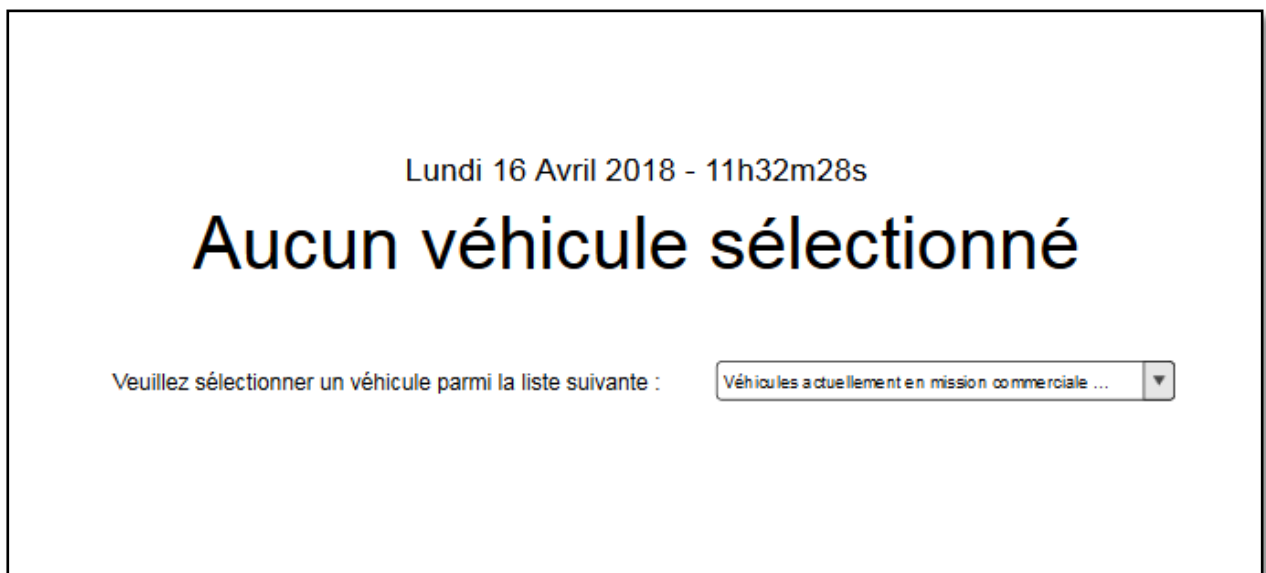 Lundi 16 Avril 2018 - 11h32m28s
Aucun véhicule sélectionné
Veuillez sélectionner un véhicule parmi la liste suivante : Véhicules actuellement en mission commerciale ...